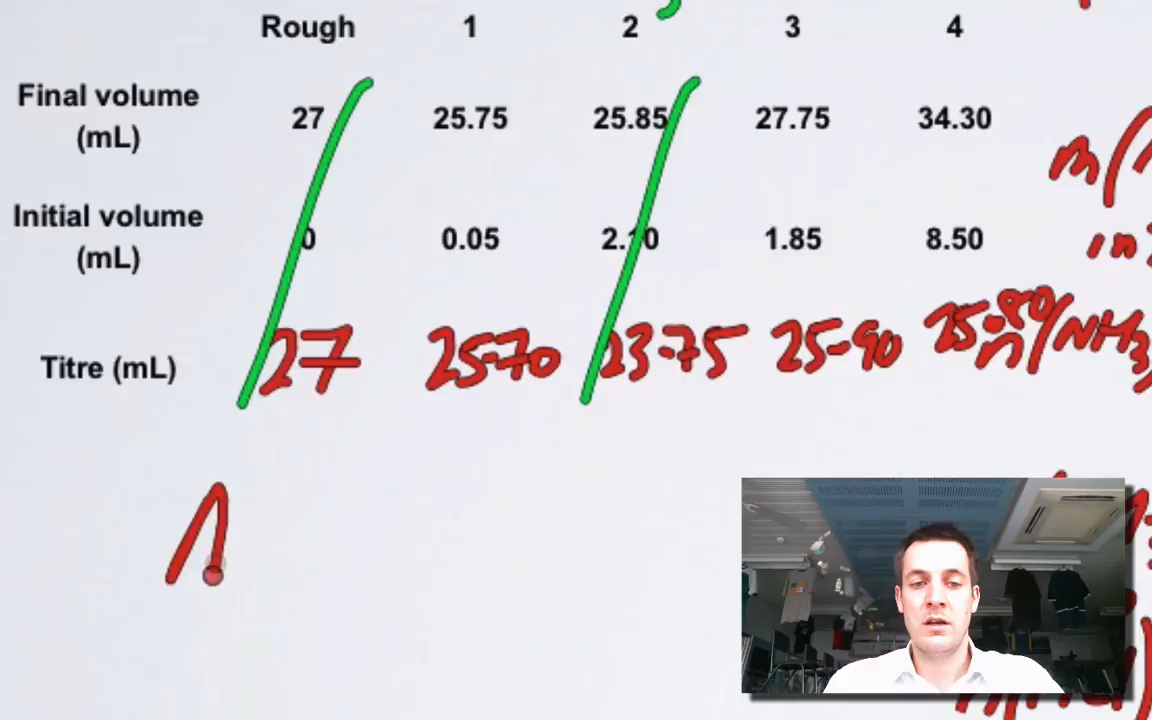 Rough 1 2 3 4
Final volume (mL) 27 25.75 25.85 27.75 34.30
Initial volume (mL) 0 0.05 2.10 1.85 8.50
Titre (mL) 27 25.70 23.75 25.90 25.80
n(NH3